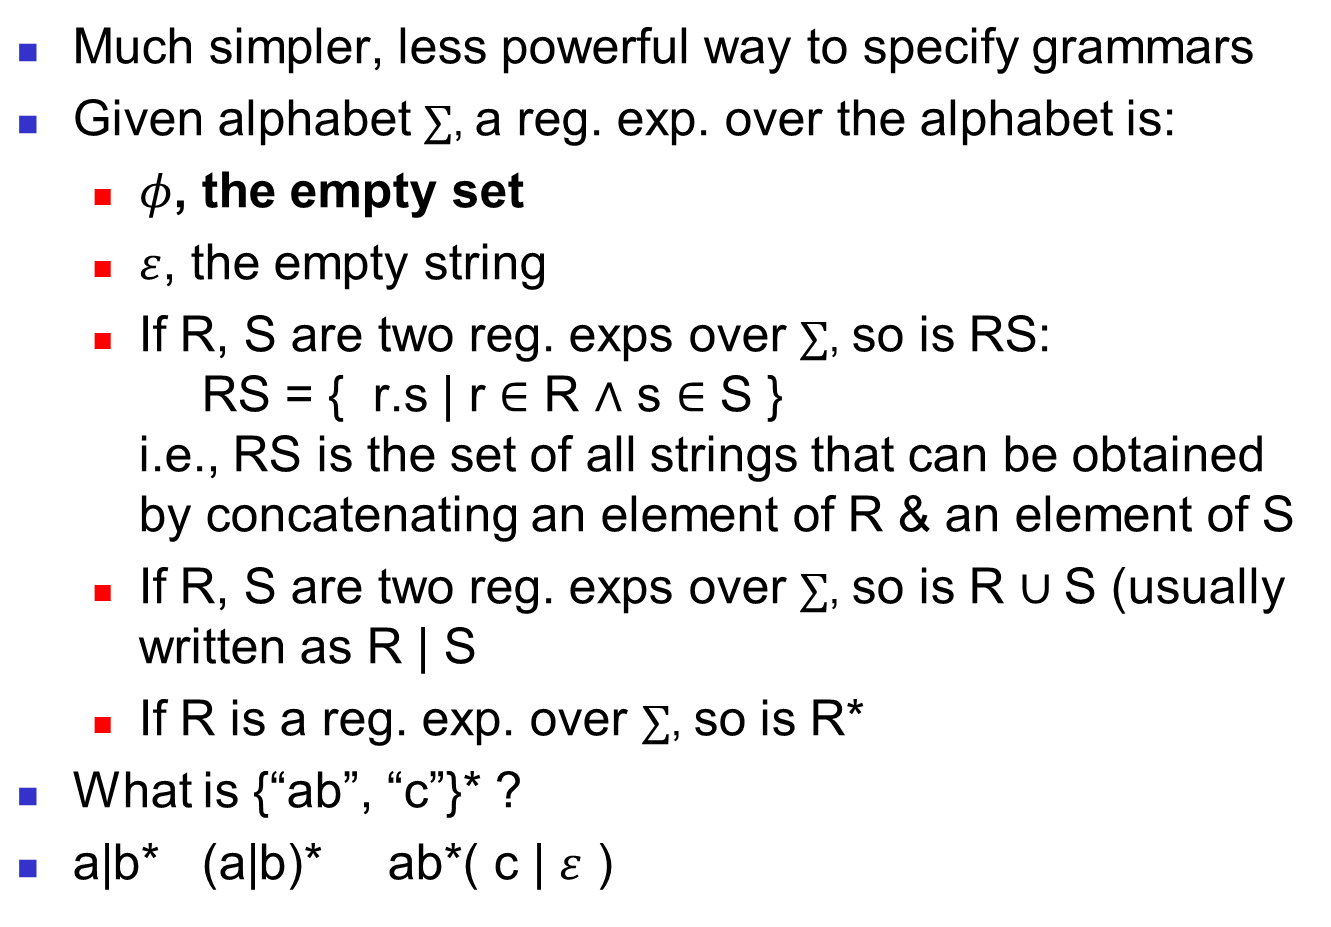 Much simpler, less powerful way to specify grammars
Given alphabet ∑, a reg. exp. over the alphabet is:
ϕ, the empty set
ε, the empty string
If R, S are two reg. exps over ∑, so is RS:
RS = { r.s | r ∈ R ∧ s ∈ S }
i.e., RS is the set of all strings that can be obtained
by concatenating an element of R & an element of S
If R, S are two reg. exps over ∑, so is R ∪ S (usually
written as R | S
If R is a reg. exp. over ∑, so is R*
What is {“ab”, “c”}* ?
a|b* (a|b)* ab*( c | ε )